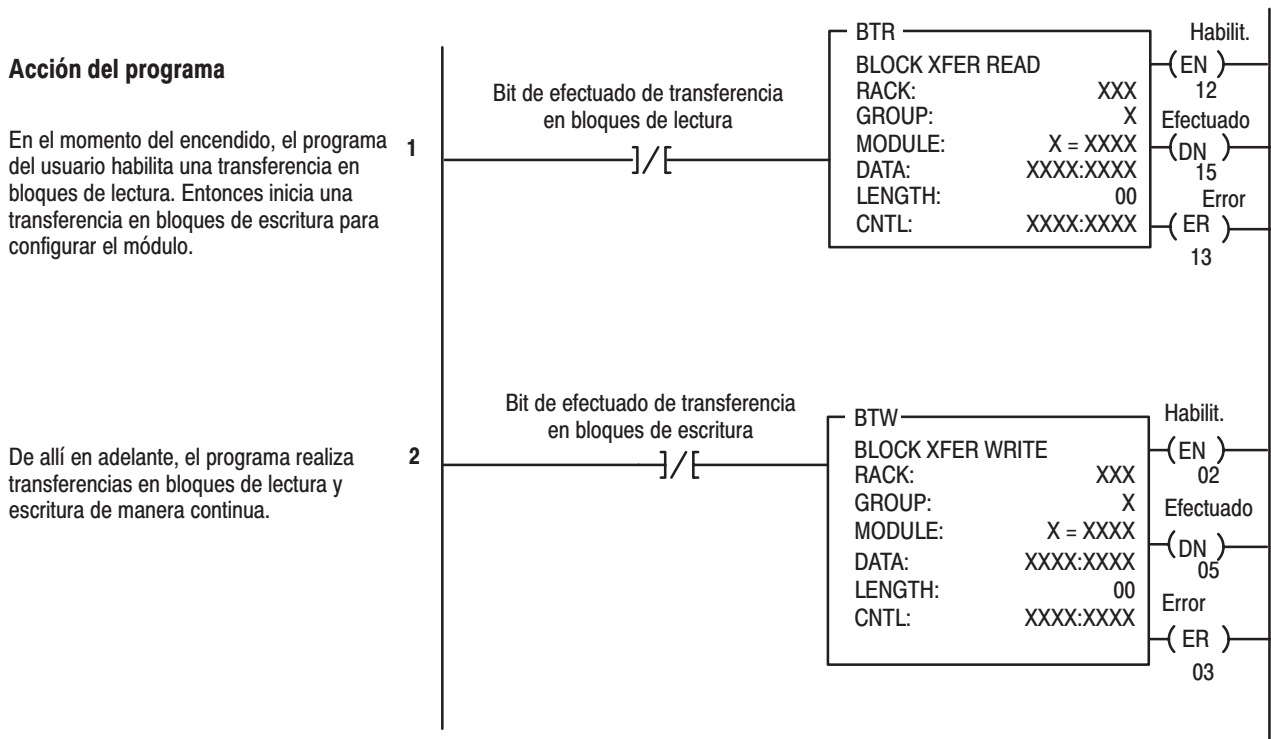 Acción del programa
En el momento del encendido, el programa
del usuario habilita una transferencia en
bloques de lectura. Entonces inicia una
transferencia en bloques de escritura para
configurar el módulo.
1
Bit de efectuado de transferencia
en bloques de lectura
]/[
BTR
BLOCK XFER READ
RACK: XXX
GROUP: X
MODULE: X = XXXX
DATA: XXXX:XXXX
LENGTH: 00
CNTL: XXXX:XXXX
Habilit.
(EN)
12
Efectuado
(DN)
15
Error
(ER)
13
De allí en adelante, el programa realiza
transferencias en bloques de lectura y
escritura de manera continua.
2
Bit de efectuado de transferencia
en bloques de escritura
]/[
BTW
BLOCK XFER WRITE
RACK: XXX
GROUP: X
MODULE: X = XXXX
DATA: XXXX:XXXX
LENGTH: 00
CNTL: XXXX:XXXX
Habilit.
(EN)
02
Efectuado
(DN)
05
Error
(ER)
03